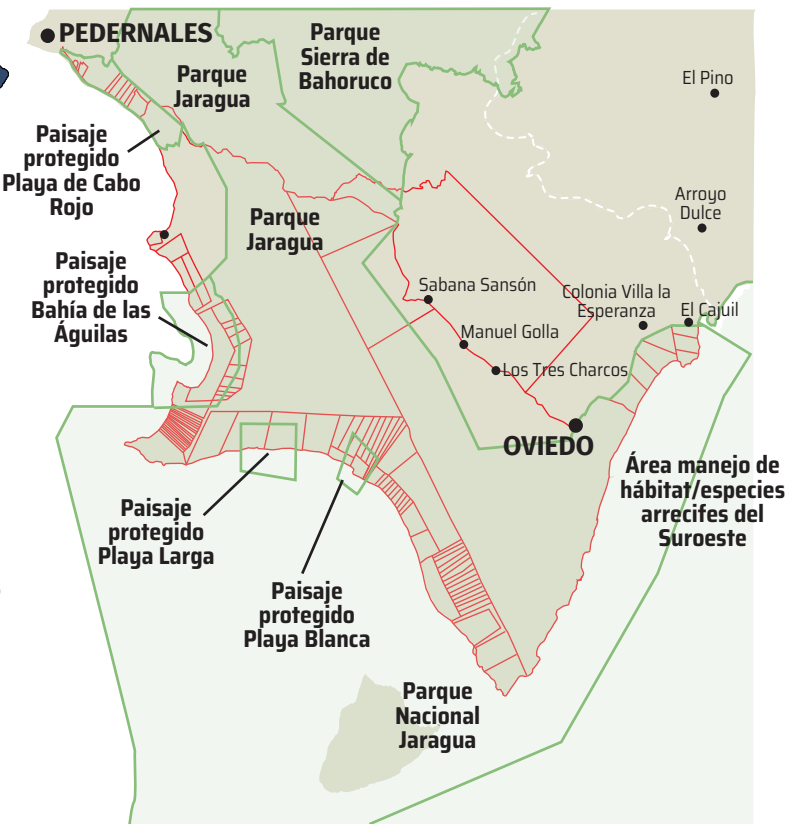 PEDERNALES
Parque
Sierra de
Bahoruco
Parque
Jaragua
El Pino
Paisaje
protegido
Playa de Cabo
Rojo
Arroyo
Dulce
Parque
Jaragua
Paisaje
protegido
Bahía de las
Águilas
Sabana Sansón
Colonia Villa la
Esperanza
El Cajuil
Manuel Golla
Los Tres Charcos
OVIEDO
Área manejo de
hábitat/especies
arrecifes del
Suroeste
Paisaje
protegido
Playa Larga
Paisaje
protegido
Playa Blanca
Parque
Nacional
Jaragua